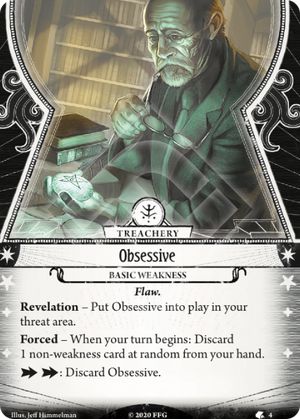 TREACHERY
Obsessive
BASIC WEAKNESS
Flaw.
Revelation – Put Obsessive into play in your
threat area.
Forced – When your turn begins: Discard
1 non-weakness card at random from your hand.
: Discard Obsessive.
Illus. Jeff Himmelman
© 2020 FFG
4